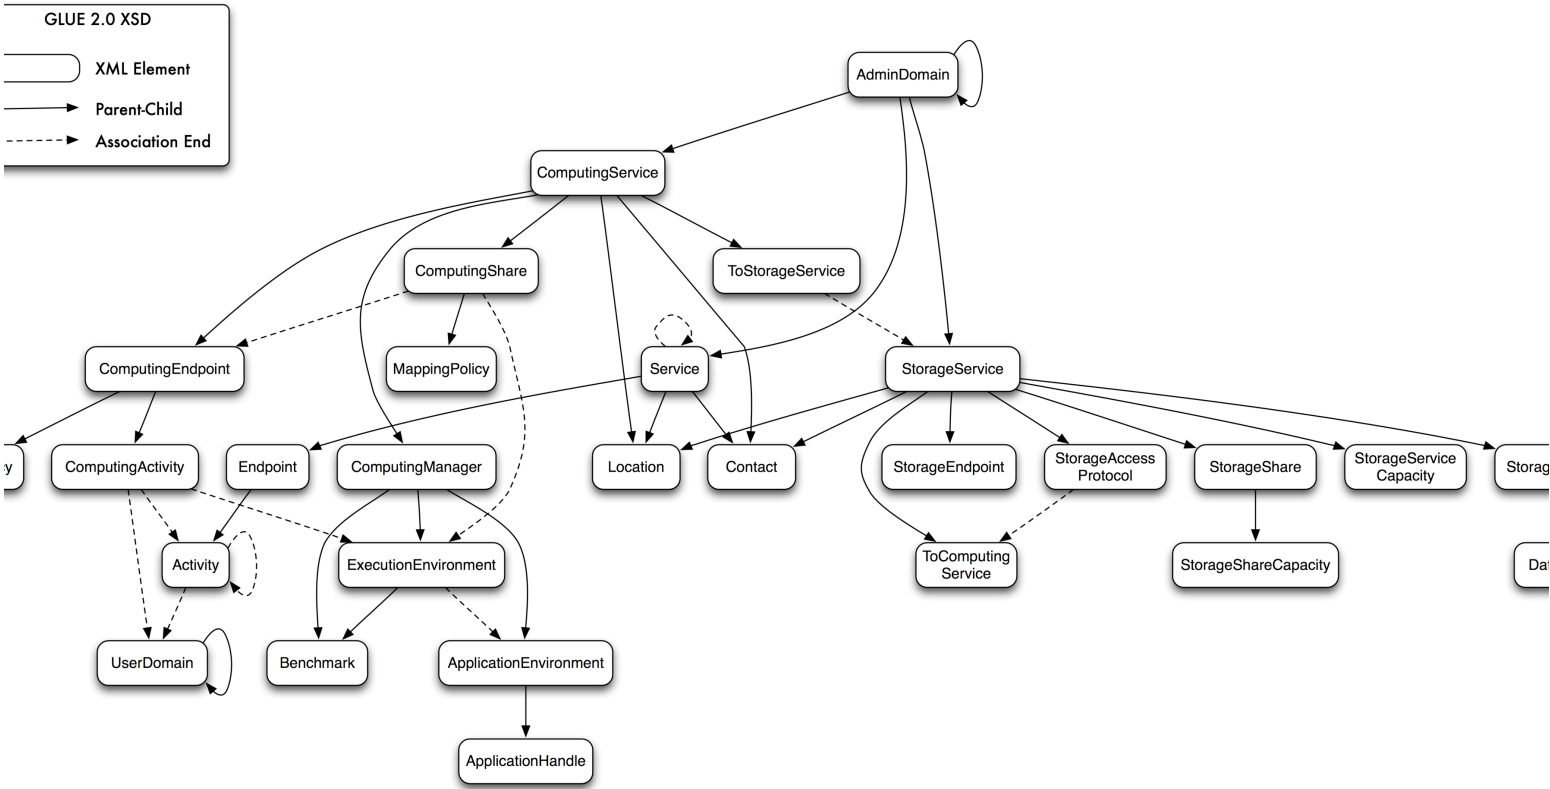 GLUE 2.0 XSD
XML Element
Parent-Child
Association End
AdminDomain
ComputingService
ComputingShare
ToStorageService
ComputingEndpoint
MappingPolicy
Service
StorageService
ComputingActivity
Endpoint
ComputingManager
Location
Contact
StorageEndpoint
StorageAccess
Protocol
StorageShare
StorageService
Capacity
Activity
ExecutionEnvironment
ToComputing
Service
StorageShareCapacity
UserDomain
Benchmark
ApplicationEnvironment
ApplicationHandle